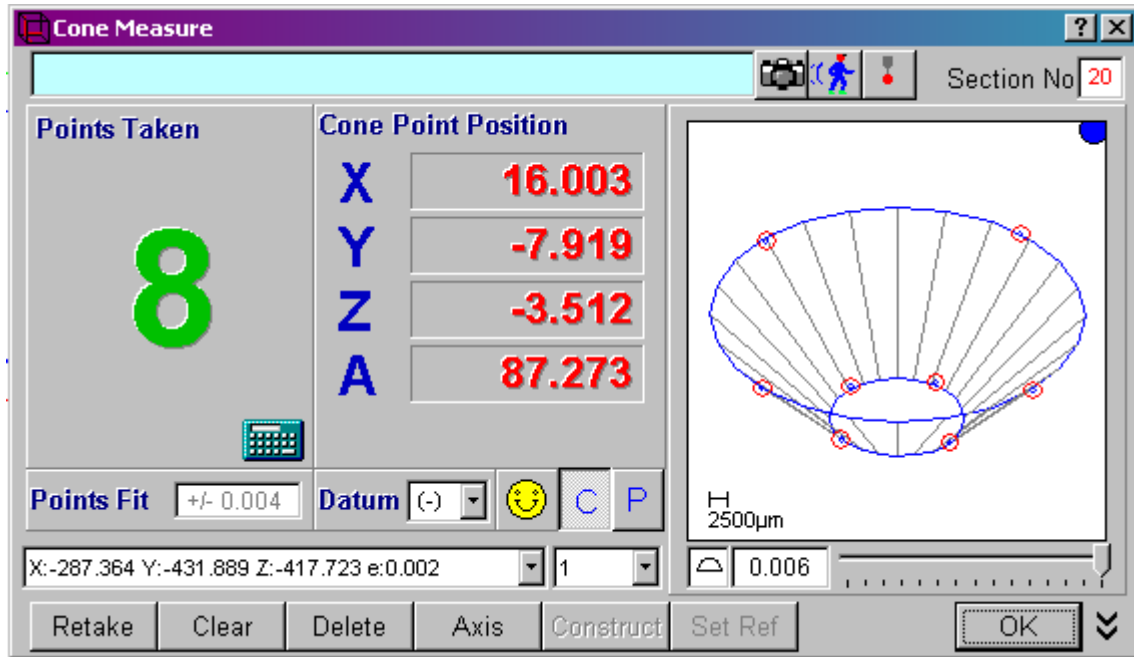 Cone Measure
Section No 20
Points Taken
8
Cone Point Position
X 16.003
Y -7.919
Z -3.512
A 87.273
Points Fit +/- 0.004
Datum (-) C P
X:-287.364 Y:-431.889 Z:-417.723 e:0.002 1
2500µm
0.006
Retake Clear Delete Axis Construct Set Ref OK